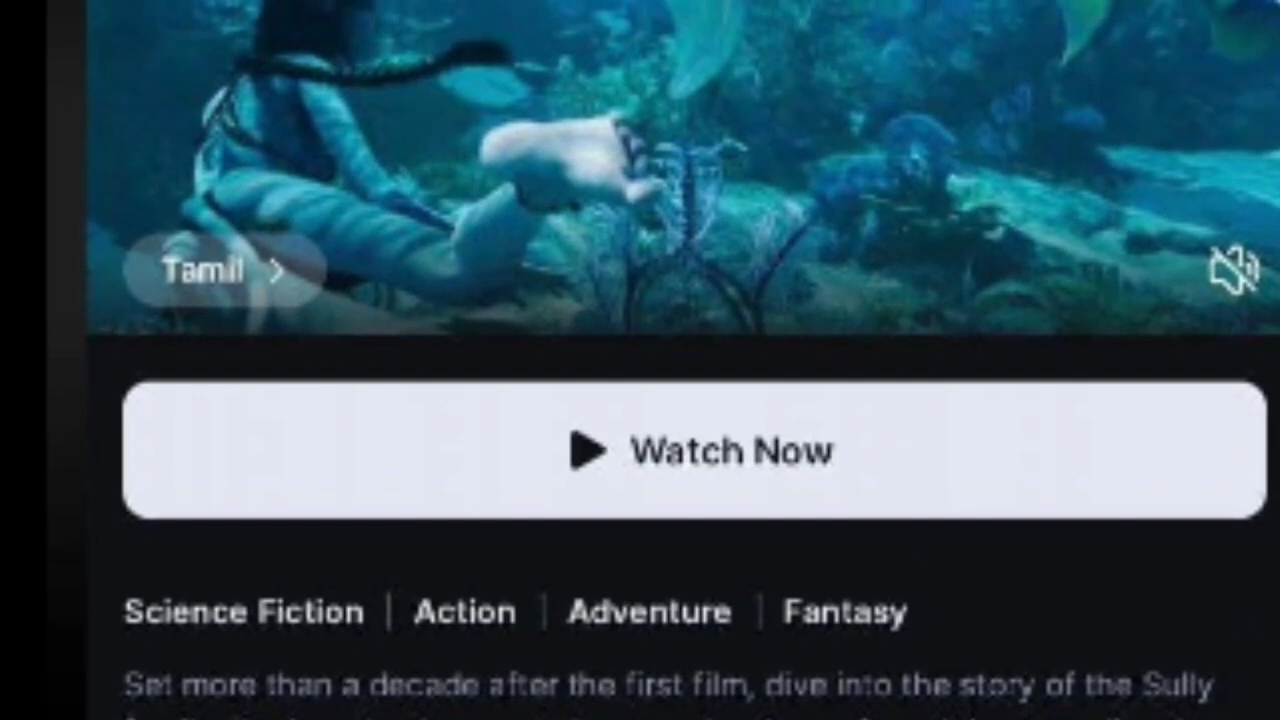 Tamil
Watch Now
Science Fiction | Action | Adventure | Fantasy
Set more than a decade after the first film, dive into the story of the Sully